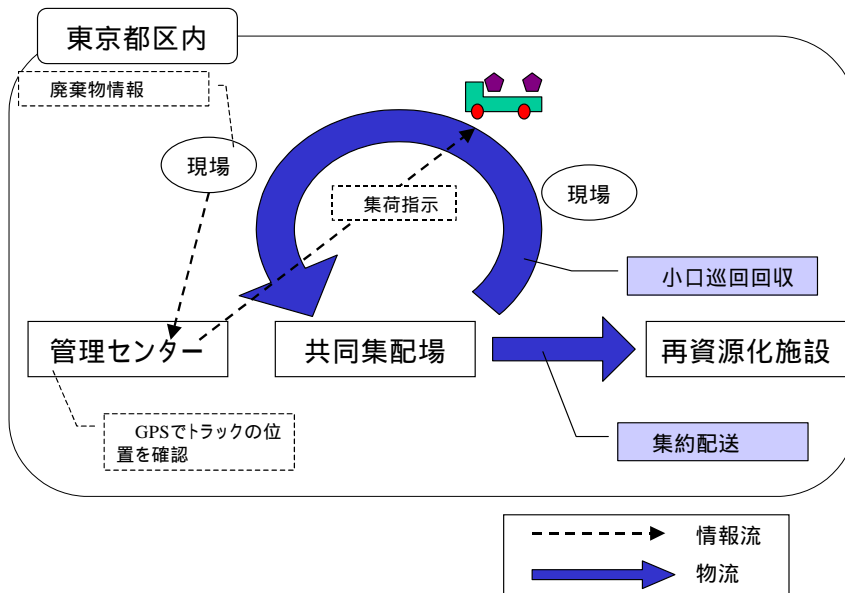 東京都区内
廃棄物情報
現場
集荷指示
現場
小口巡回回収
管理センター
共同集配場
再資源化施設
GPSでトラックの位
置を確認
集約配送
情報流
物流